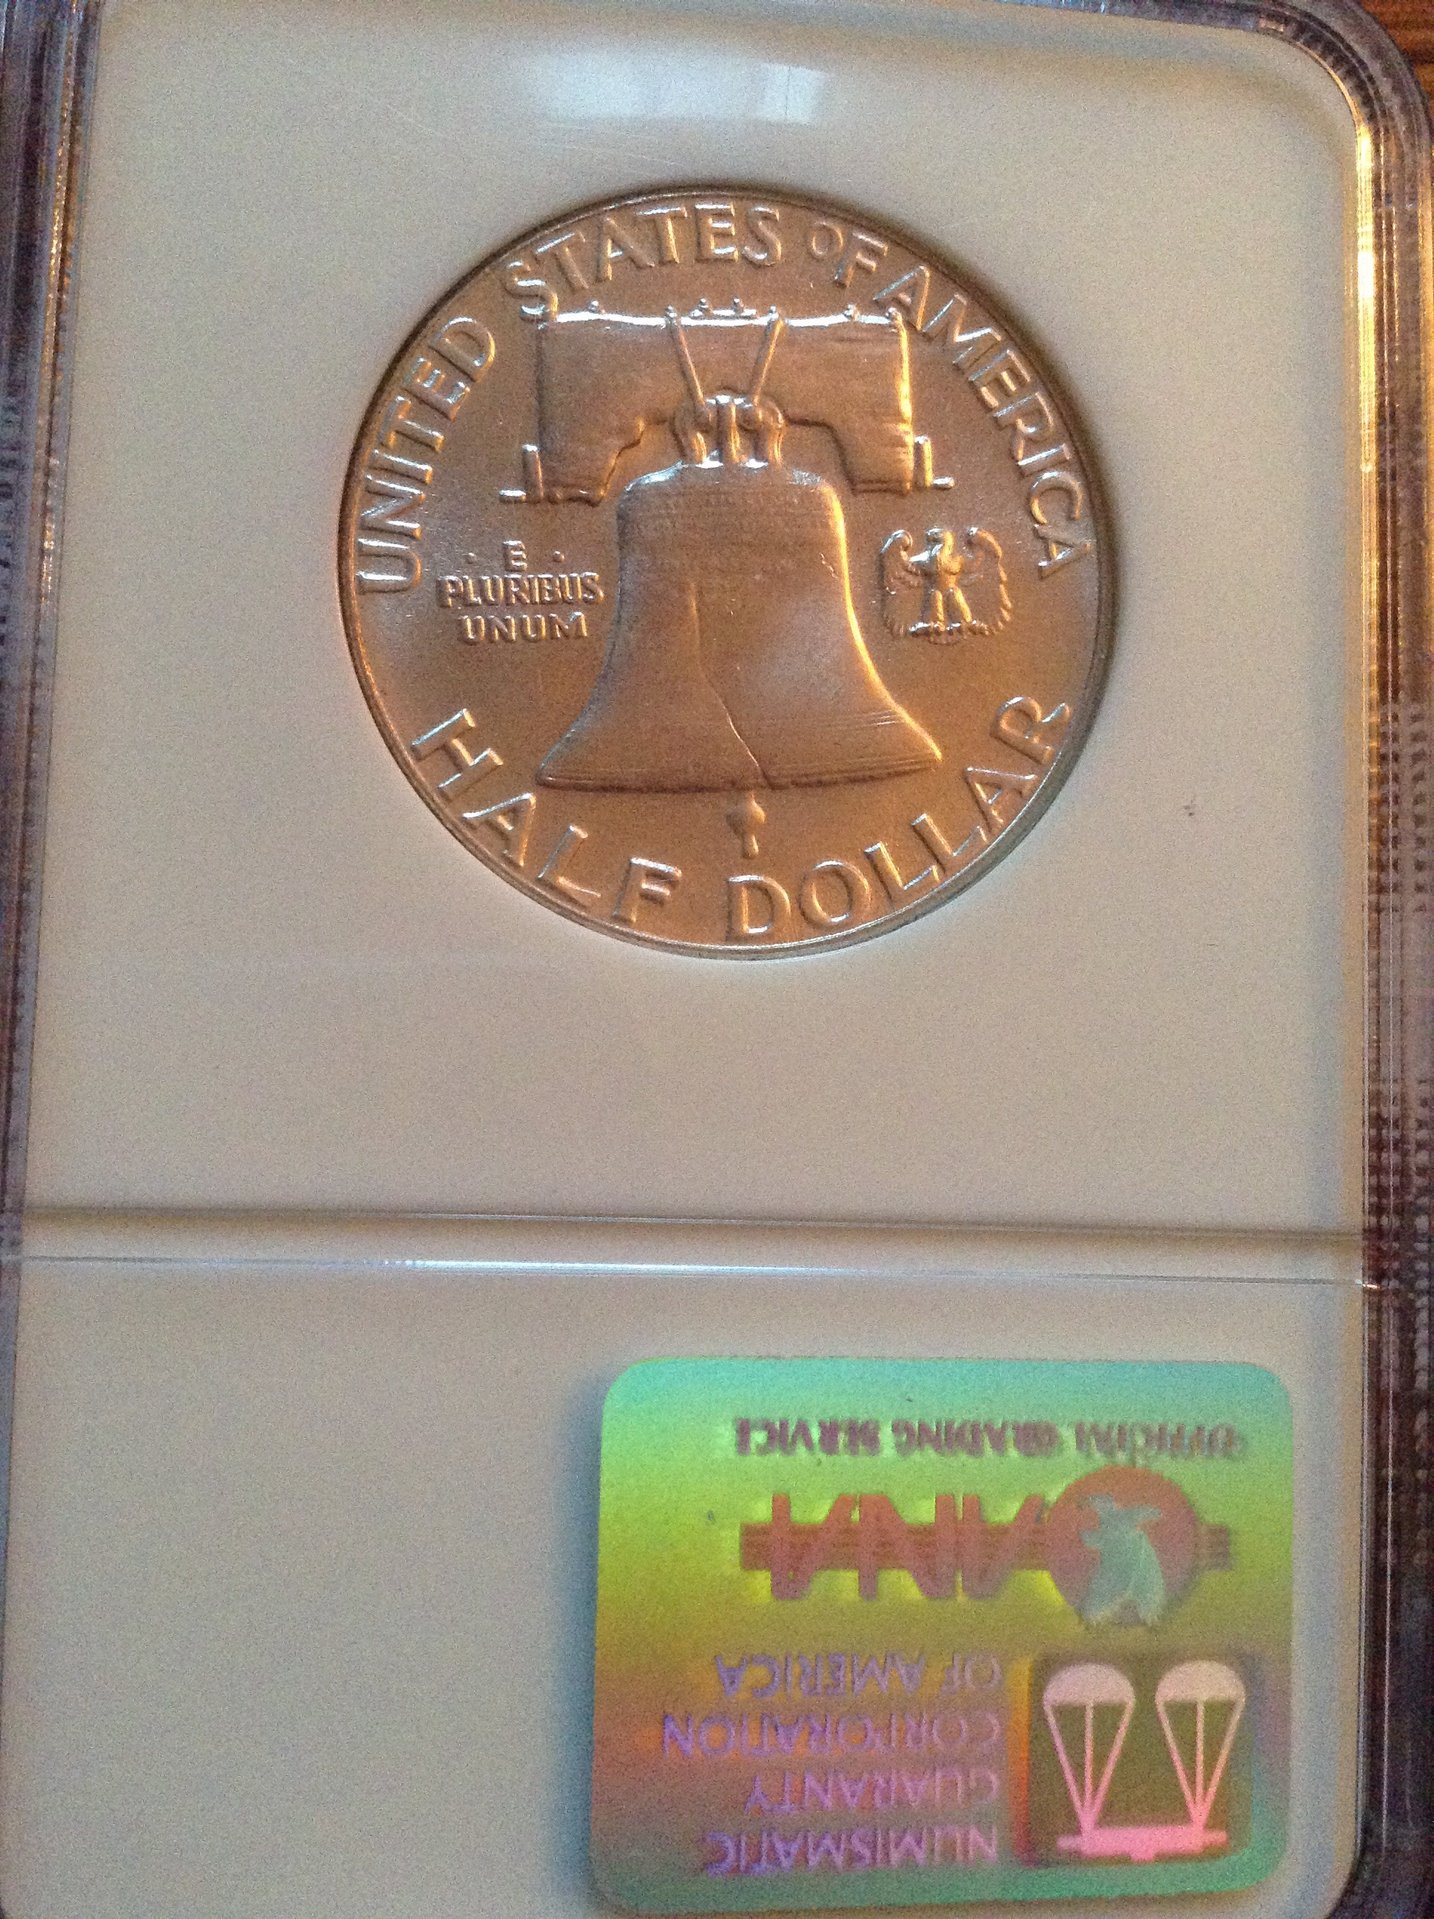 UNITED STATES OF AMERICA
· E ·
PLURIBUS
UNUM
HALF DOLLAR
NUMISMATIC
GUARANTY
CORPORATION
OF AMERICA
ANA
OFFICIAL GRADING SERVICE